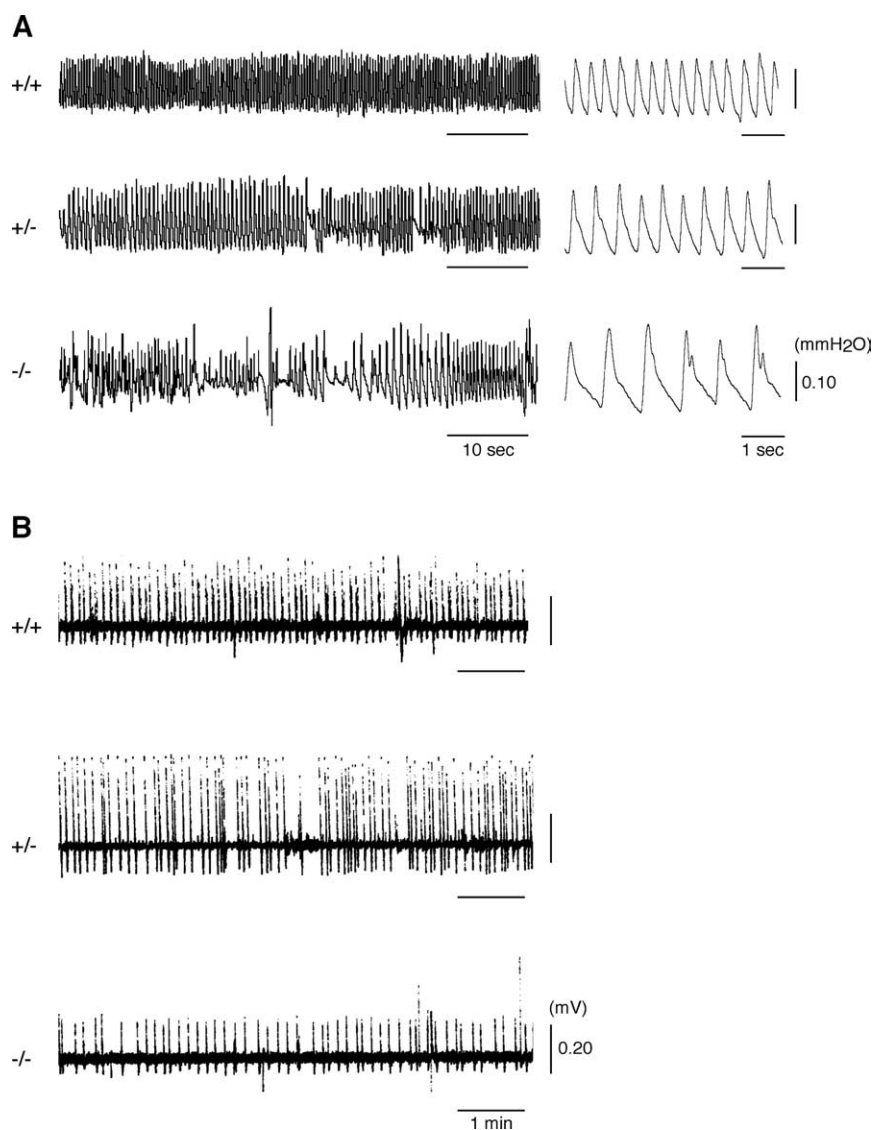 A
+/+
+/-
-/-
(mmH2O)
0.10
10 sec
1 sec
B
+/+
+/-
-/-
(mV)
0.20
1 min